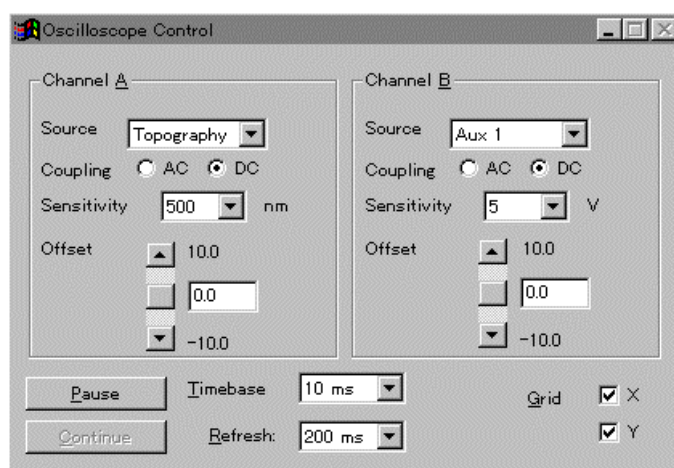 Oscilloscope Control
Channel A
Source Topography
Coupling AC DC
Sensitivity 500 nm
Offset 10.0
0.0
-10.0
Channel B
Source Aux 1
Coupling AC DC
Sensitivity 5 V
Offset 10.0
0.0
-10.0
Pause Timebase 10 ms Grid X
Continue Refresh: 200 ms Y